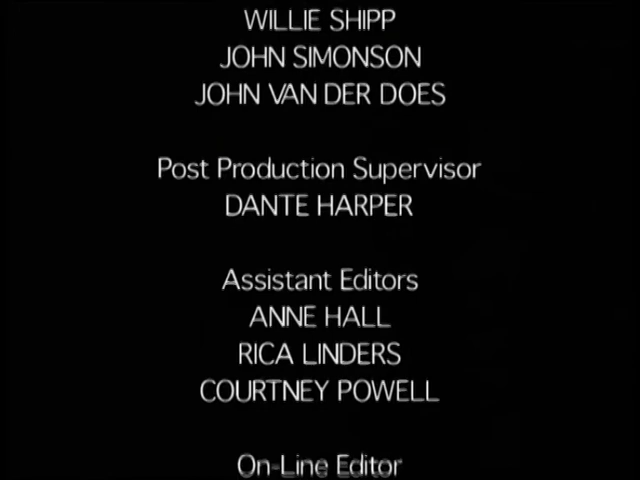 WILLIE SHIPP
JOHN SIMONSON
JOHN VAN DER DOES
Post Production Supervisor
DANTE HARPER
Assistant Editors
ANNE HALL
RICA LINDERS
COURTNEY POWELL
On-Line Editor